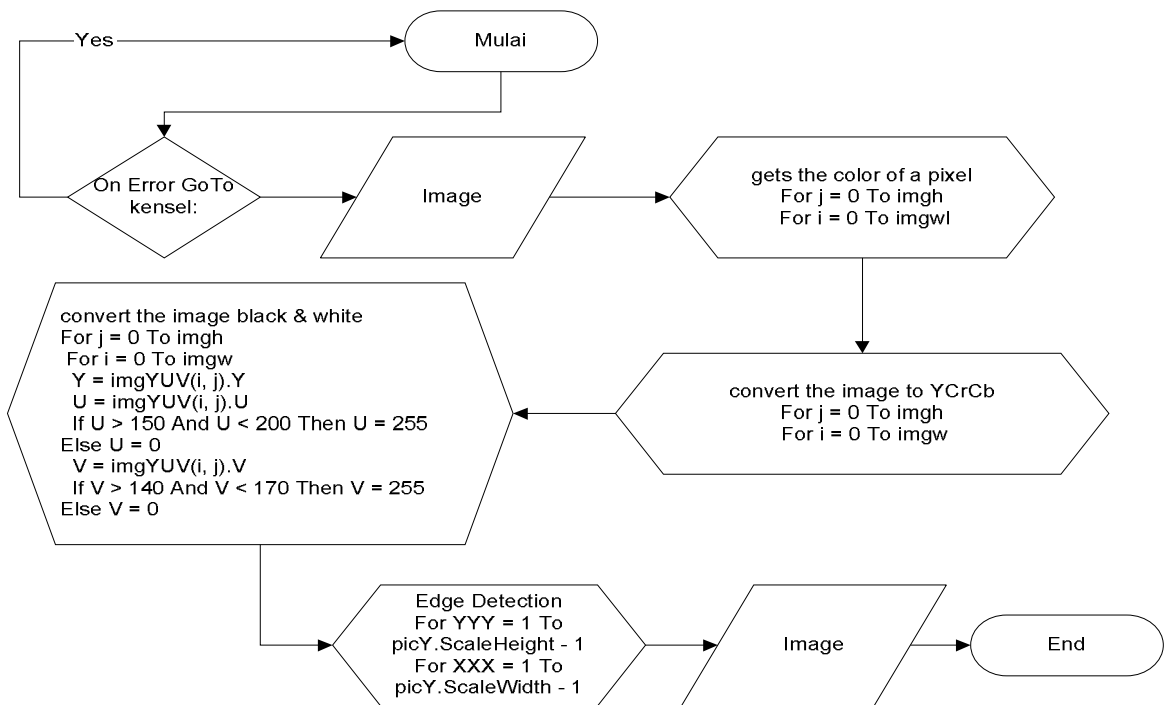 Yes
Mulai
On Error GoTo
kensel:
Image
gets the color of a pixel
For j = 0 To imgh
For i = 0 To imgwl
convert the image to YCrCb
For j = 0 To imgh
For i = 0 To imgw
convert the image black & white
For j = 0 To imgh
For i = 0 To imgw
Y = imgYUV(i, j).Y
U = imgYUV(i, j).U
If U > 150 And U < 200 Then U = 255
Else U = 0
V = imgYUV(i, j).V
If V > 140 And V < 170 Then V = 255
Else V = 0
Edge Detection
For YYY = 1 To
picY.ScaleHeight - 1
For XXX = 1 To
picY.ScaleWidth - 1
Image
End